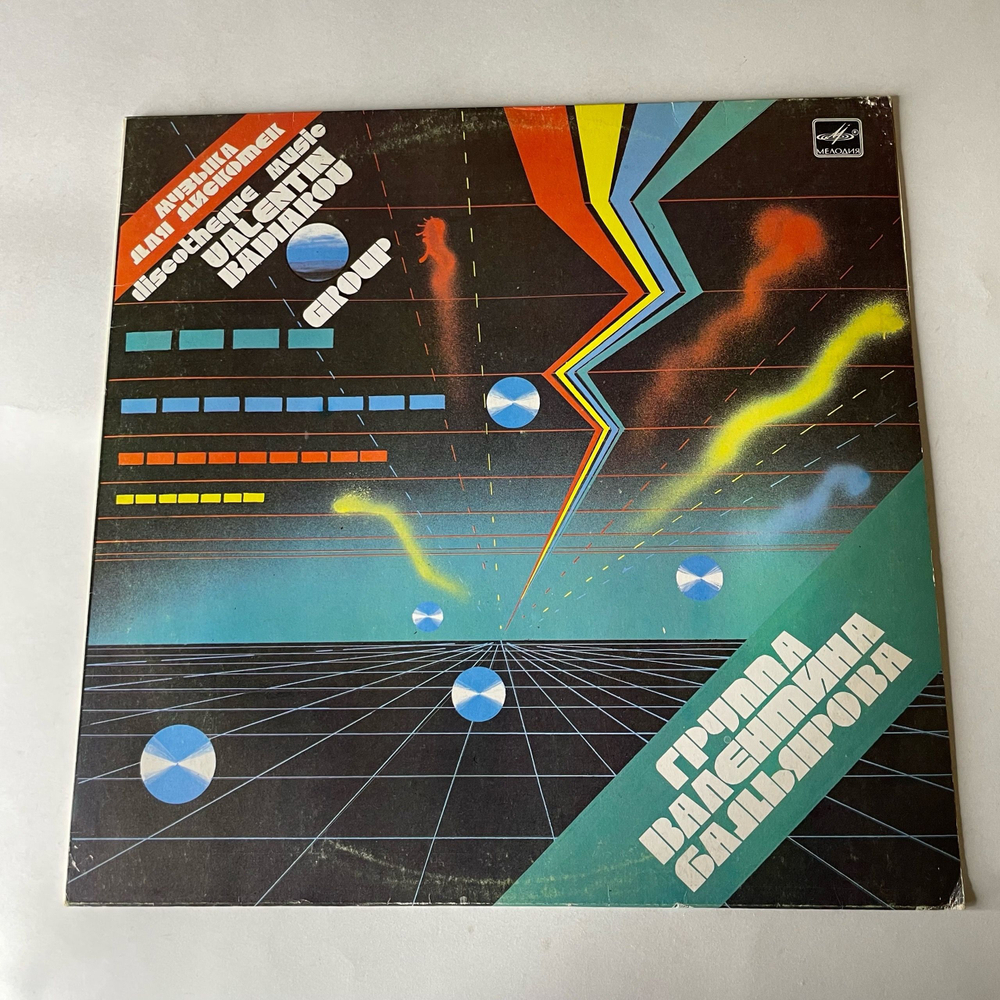 музыка
для дискотек
discotheque music
VALENTIN
BADIAROV
GROUP
МЕЛОДИЯ
ГРУППА
ВАЛЕНТИНА
БАДЬЯРОВА